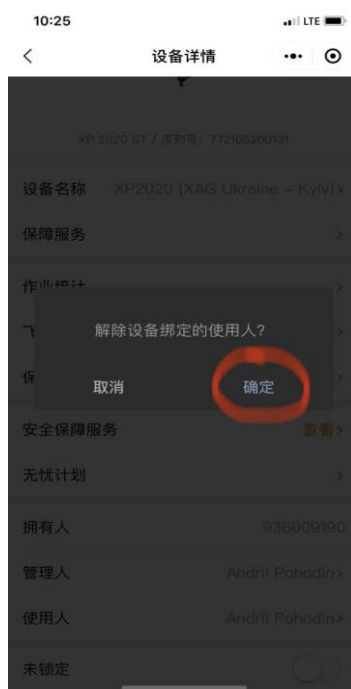 10:25 LTE
设备详情
XP 2020 ST / 序列号: 772105200131
设备名称 XP2020 (XAG Ukraine – Kyiv) >
保障服务 >
作业统计 >
解除设备绑定的使用人?
取消 确定
安全保障服务 查看 >
无忧计划 >
拥有人 936009190
管理人 Andrii Pohodin >
使用人 Andrii Pohodin >
未锁定